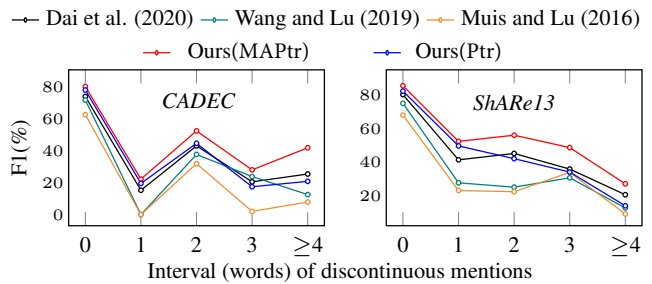 Dai et al. (2020) Wang and Lu (2019) Muis and Lu (2016)
Ours(MAPtr) Ours(Ptr)
CADEC ShARe13
F1(%)
80
60
40
20
0
80
60
40
20
0 1 2 3 ≥4 0 1 2 3 ≥4
Interval (words) of discontinuous mentions